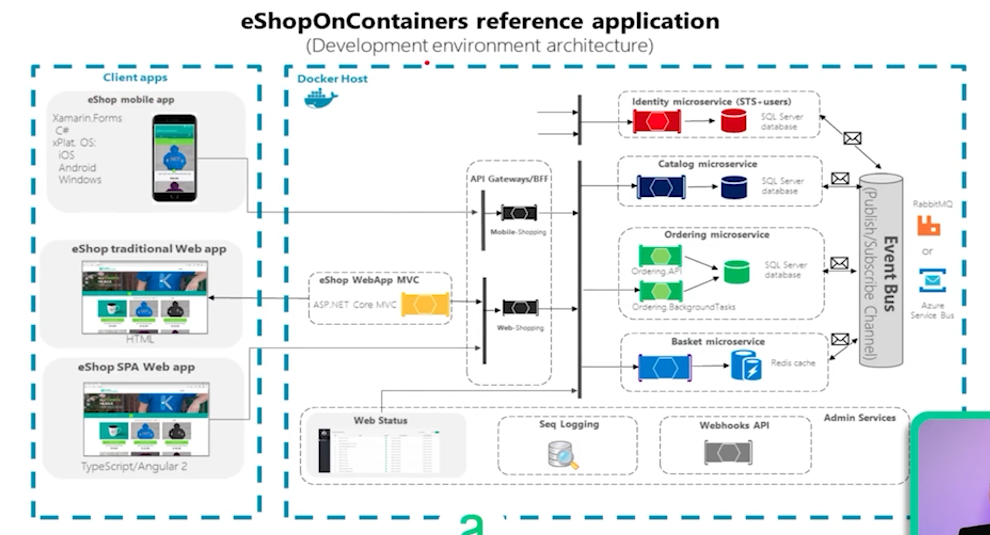 eShopOnContainers reference application
(Development environment architecture)
Client apps
eShop mobile app
Xamarin.Forms
C#
xPlat. OS:
iOS
Android
Windows
eShop traditional Web app
HTML
eShop SPA Web app
TypeScript/Angular 2
Docker Host
eShop WebApp MVC
ASP.NET Core MVC
API Gateways/BFF
Mobile-Shopping
Web-Shopping
Identity microservice (STS+users)
SQL Server
database
Catalog microservice
SQL Server
database
Ordering microservice
Ordering.API
SQL Server
database
Ordering.BackgroundTasks
Basket microservice
Redis cache
Event Bus
(Publish/Subscribe Channel)
RabbitMQ
or
Azure
Service Bus
Admin Services
Web Status
Seq Logging
Webhooks API
a